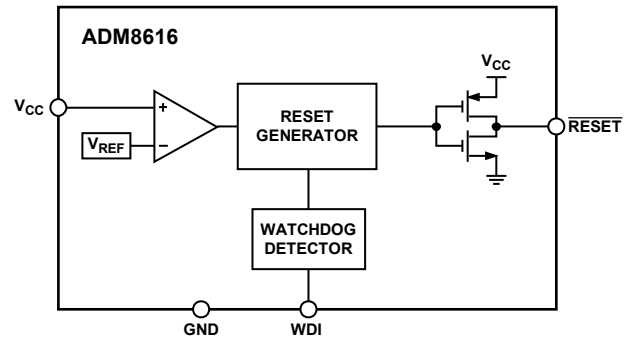 ADM8616
VCC
VCC
+
RESET
GENERATOR
RESET
VREF
−
WATCHDOG
DETECTOR
GND
WDI